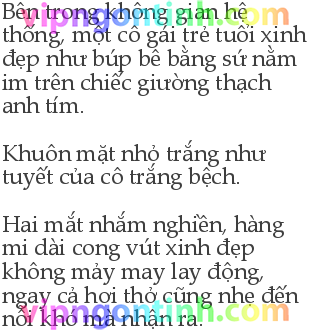 Bên trong không gian hệ
thống, một cô gái trẻ tuổi xinh
đẹp như búp bê bằng sứ nằm
im trên chiếc giường thạch
anh tím.
Khuôn mặt nhỏ trắng như
tuyết của cô trắng bệch.
Hai mắt nhắm nghiền, hàng
mi dài cong vút xinh đẹp
không mảy may lay động,
ngay cả hơi thở cũng nhẹ đến
nỗi khó mà nhận ra.
vipngontinh.com
vipngontinh.com